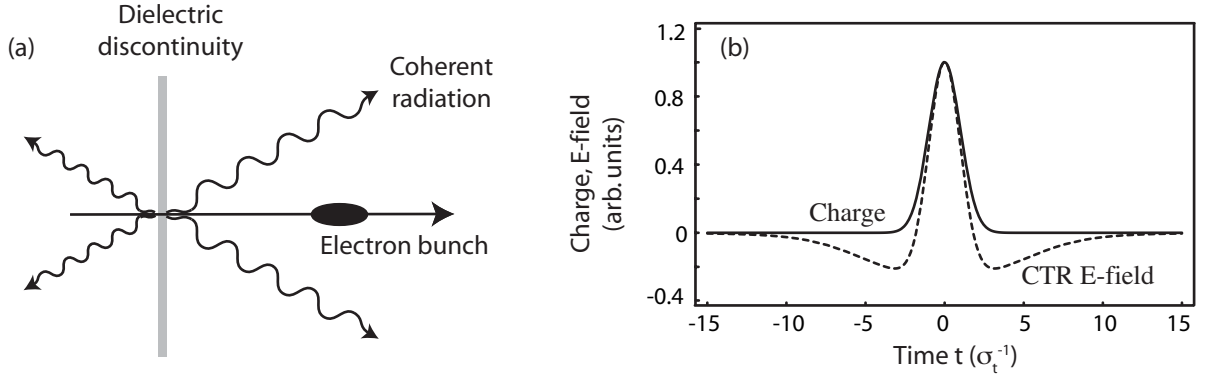 (a)
Dielectric
discontinuity
Coherent
radiation
Electron bunch
(b)
Charge, E-field
(arb. units)
1.2
0.8
0.4
0
-0.4
Charge
CTR E-field
-15
-10
-5
0
5
10
15
Time t (σₜ⁻¹)